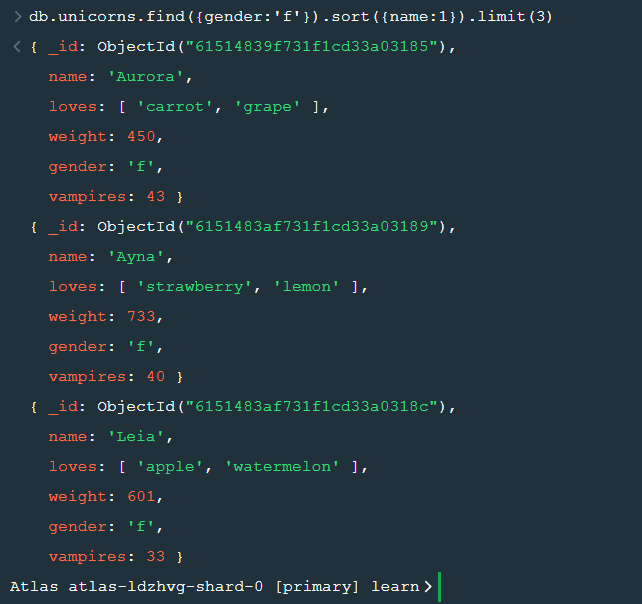 > db.unicorns.find({gender:'f'}).sort({name:1}).limit(3)
< { _id: ObjectId("61514839f731f1cd33a03185"),
name: 'Aurora',
loves: [ 'carrot', 'grape' ],
weight: 450,
gender: 'f',
vampires: 43 }
{ _id: ObjectId("6151483af731f1cd33a03189"),
name: 'Ayna',
loves: [ 'strawberry', 'lemon' ],
weight: 733,
gender: 'f',
vampires: 40 }
{ _id: ObjectId("6151483af731f1cd33a0318c"),
name: 'Leia',
loves: [ 'apple', 'watermelon' ],
weight: 601,
gender: 'f',
vampires: 33 }
Atlas atlas-ldzhvg-shard-0 [primary] learn>